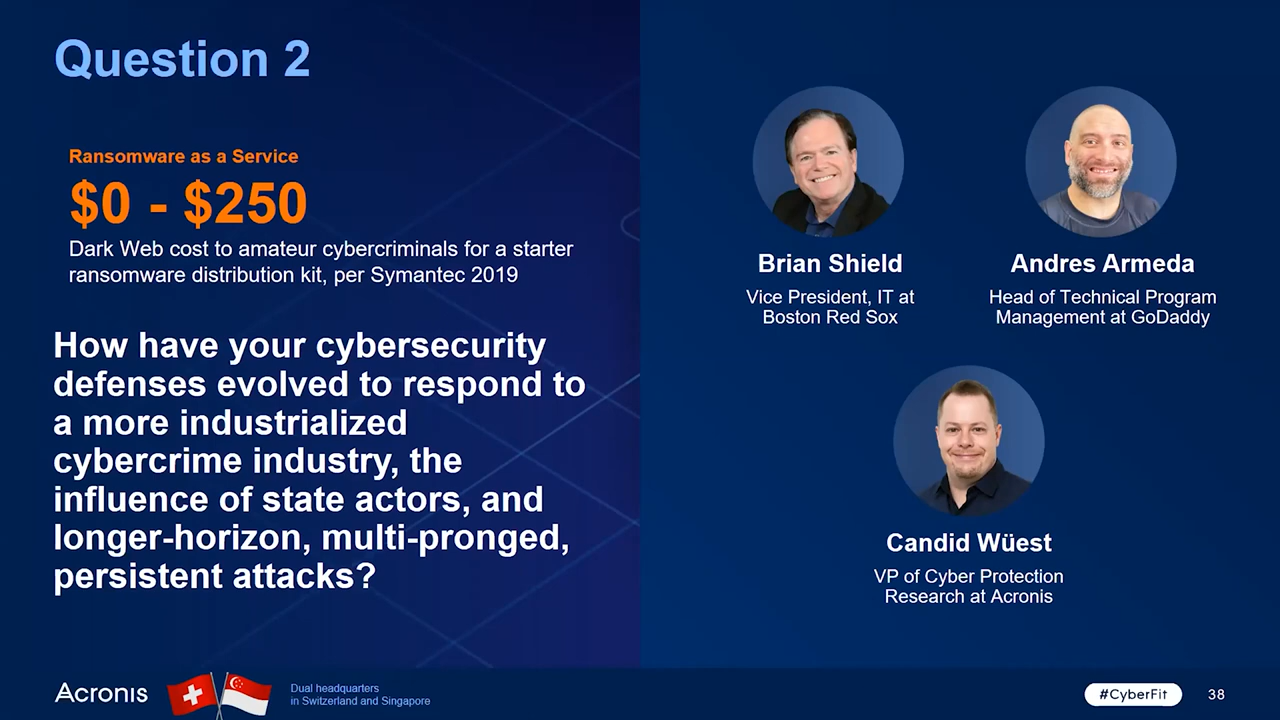 Question 2
Ransomware as a Service
$0 - $250
Dark Web cost to amateur cybercriminals for a starter
ransomware distribution kit, per Symantec 2019
How have your cybersecurity
defenses evolved to respond to
a more industrialized
cybercrime industry, the
influence of state actors, and
longer-horizon, multi-pronged,
persistent attacks?
Brian Shield
Vice President, IT at
Boston Red Sox
Andres Armeda
Head of Technical Program
Management at GoDaddy
Candid Wüest
VP of Cyber Protection
Research at Acronis
Acronis
Dual headquarters
in Switzerland and Singapore
#CyberFit
38